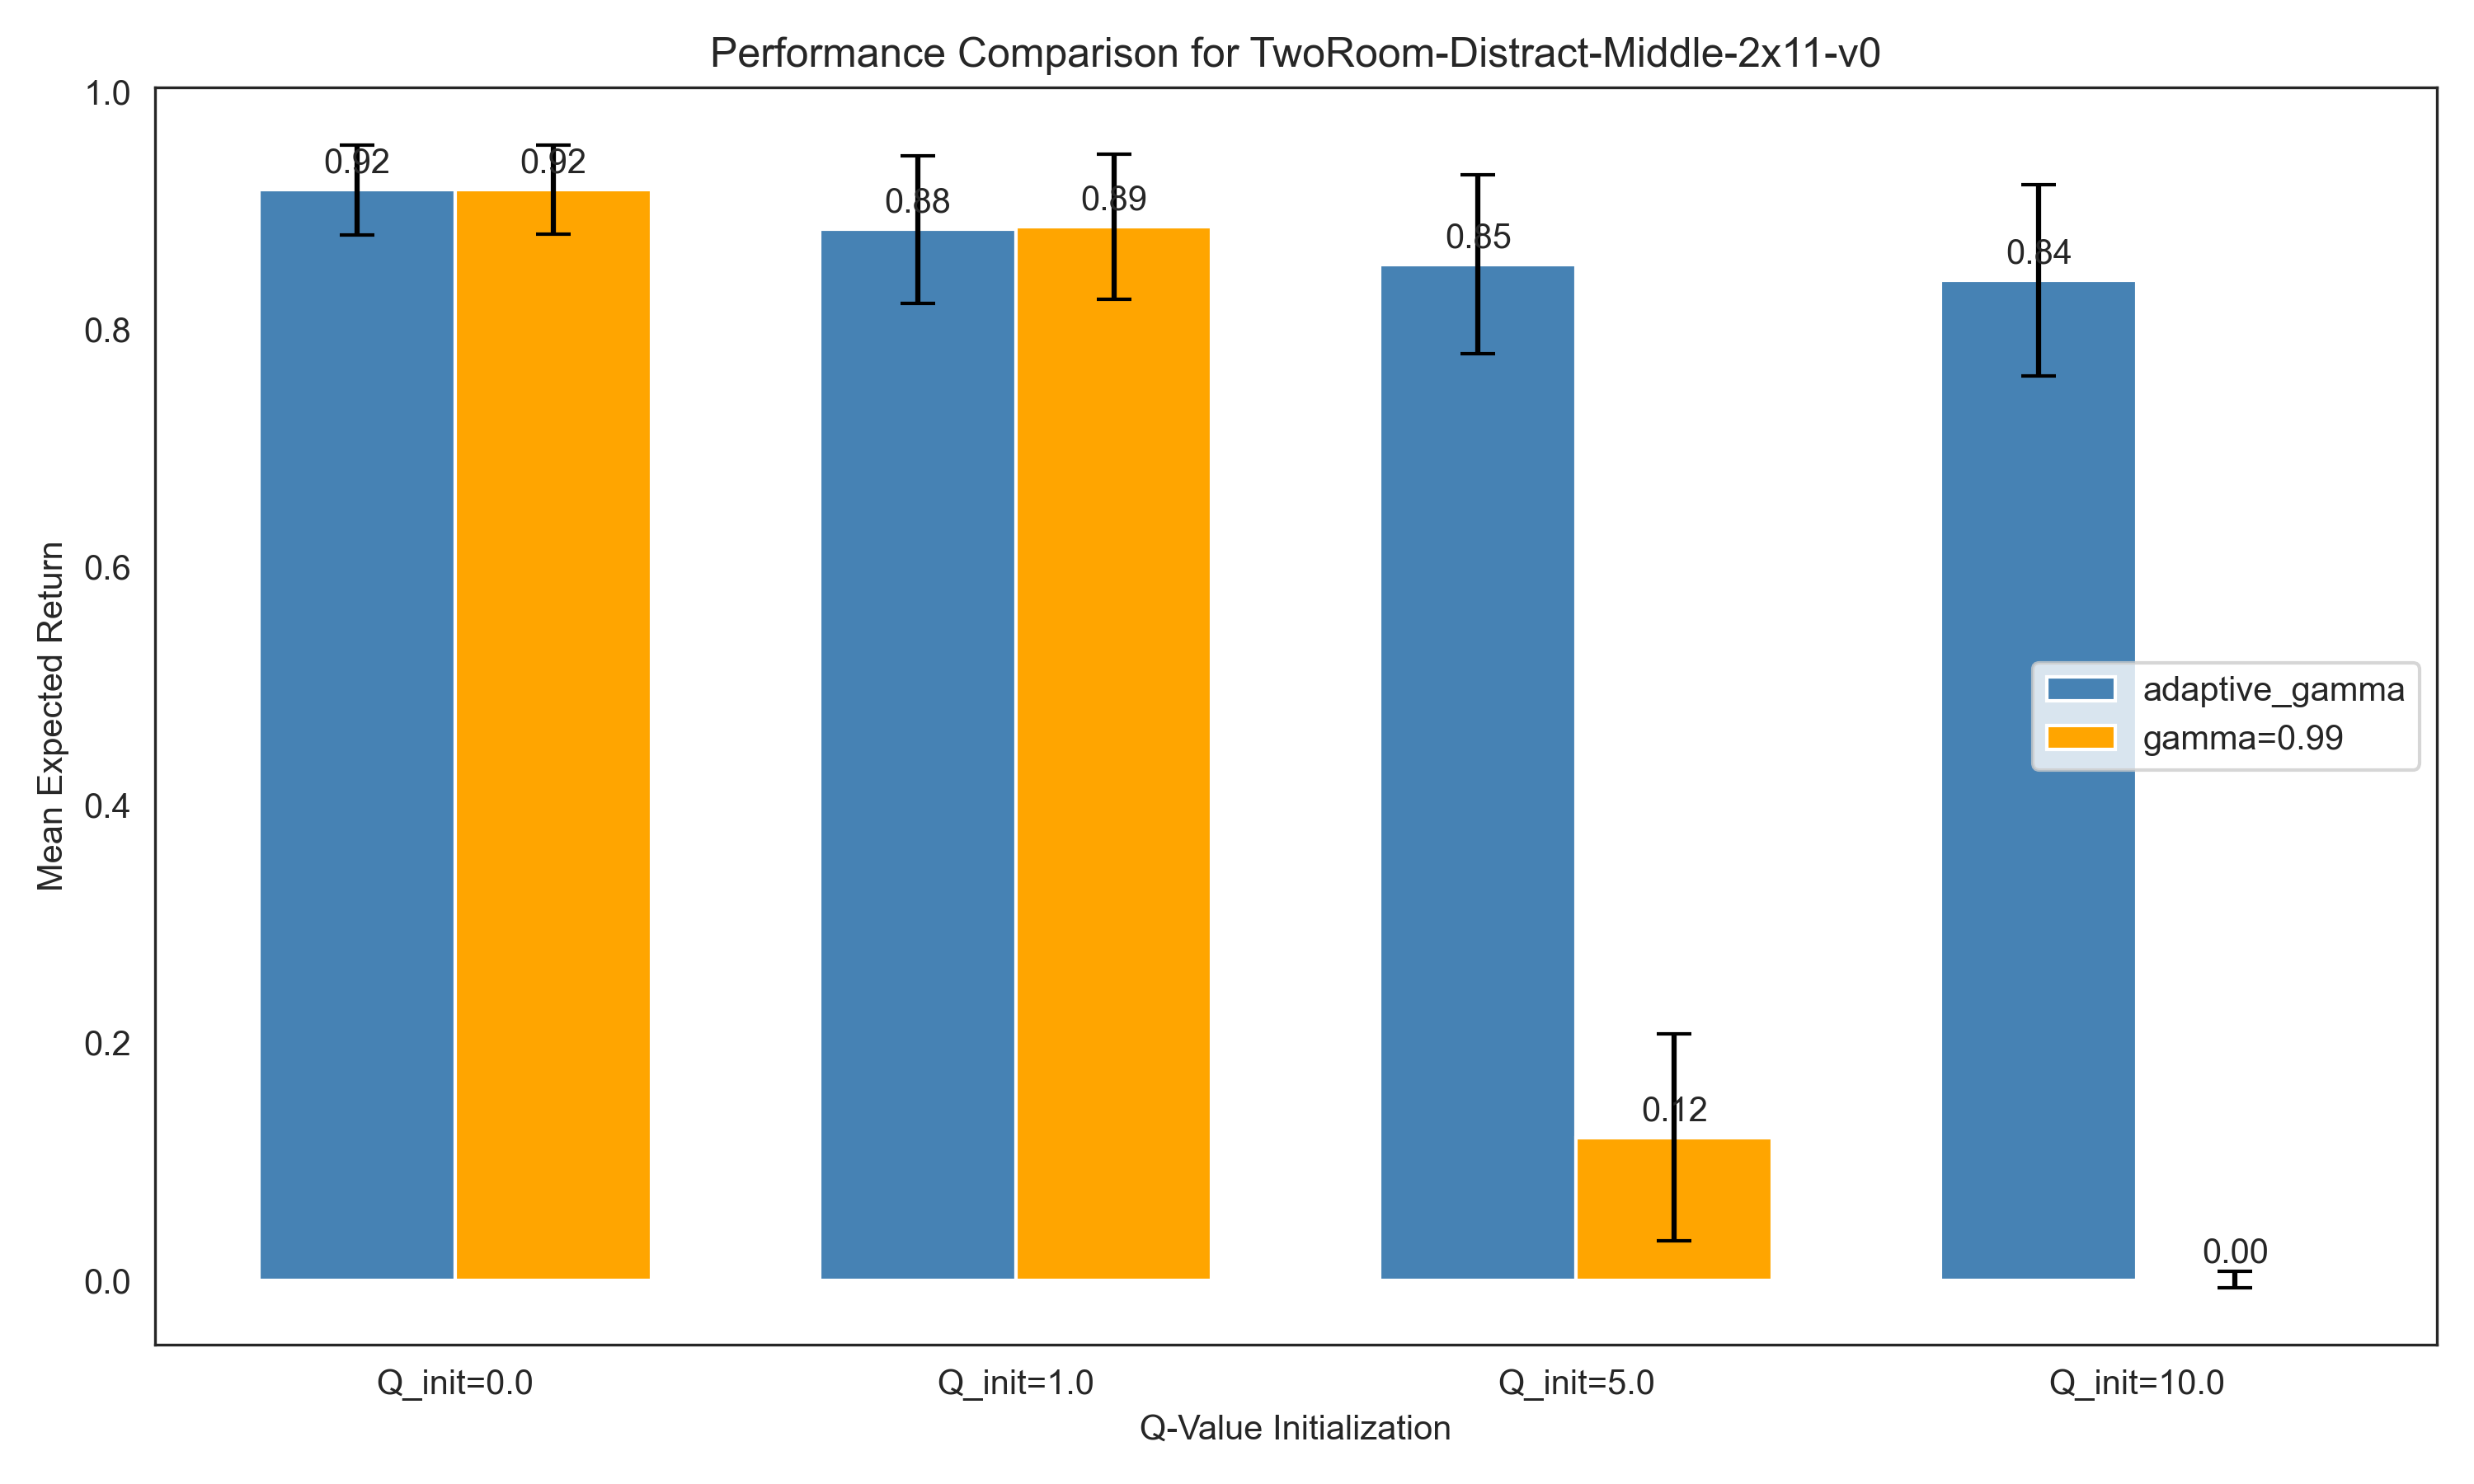 Performance Comparison for TwoRoom-Distract-Middle-2x11-v0
Mean Expected Return
1.0
0.8
0.6
0.4
0.2
0.0
0.92
0.92
0.88
0.89
0.85
0.12
0.84
0.00
adaptive_gamma
gamma=0.99
Q_init=0.0
Q_init=1.0
Q_init=5.0
Q_init=10.0
Q-Value Initialization